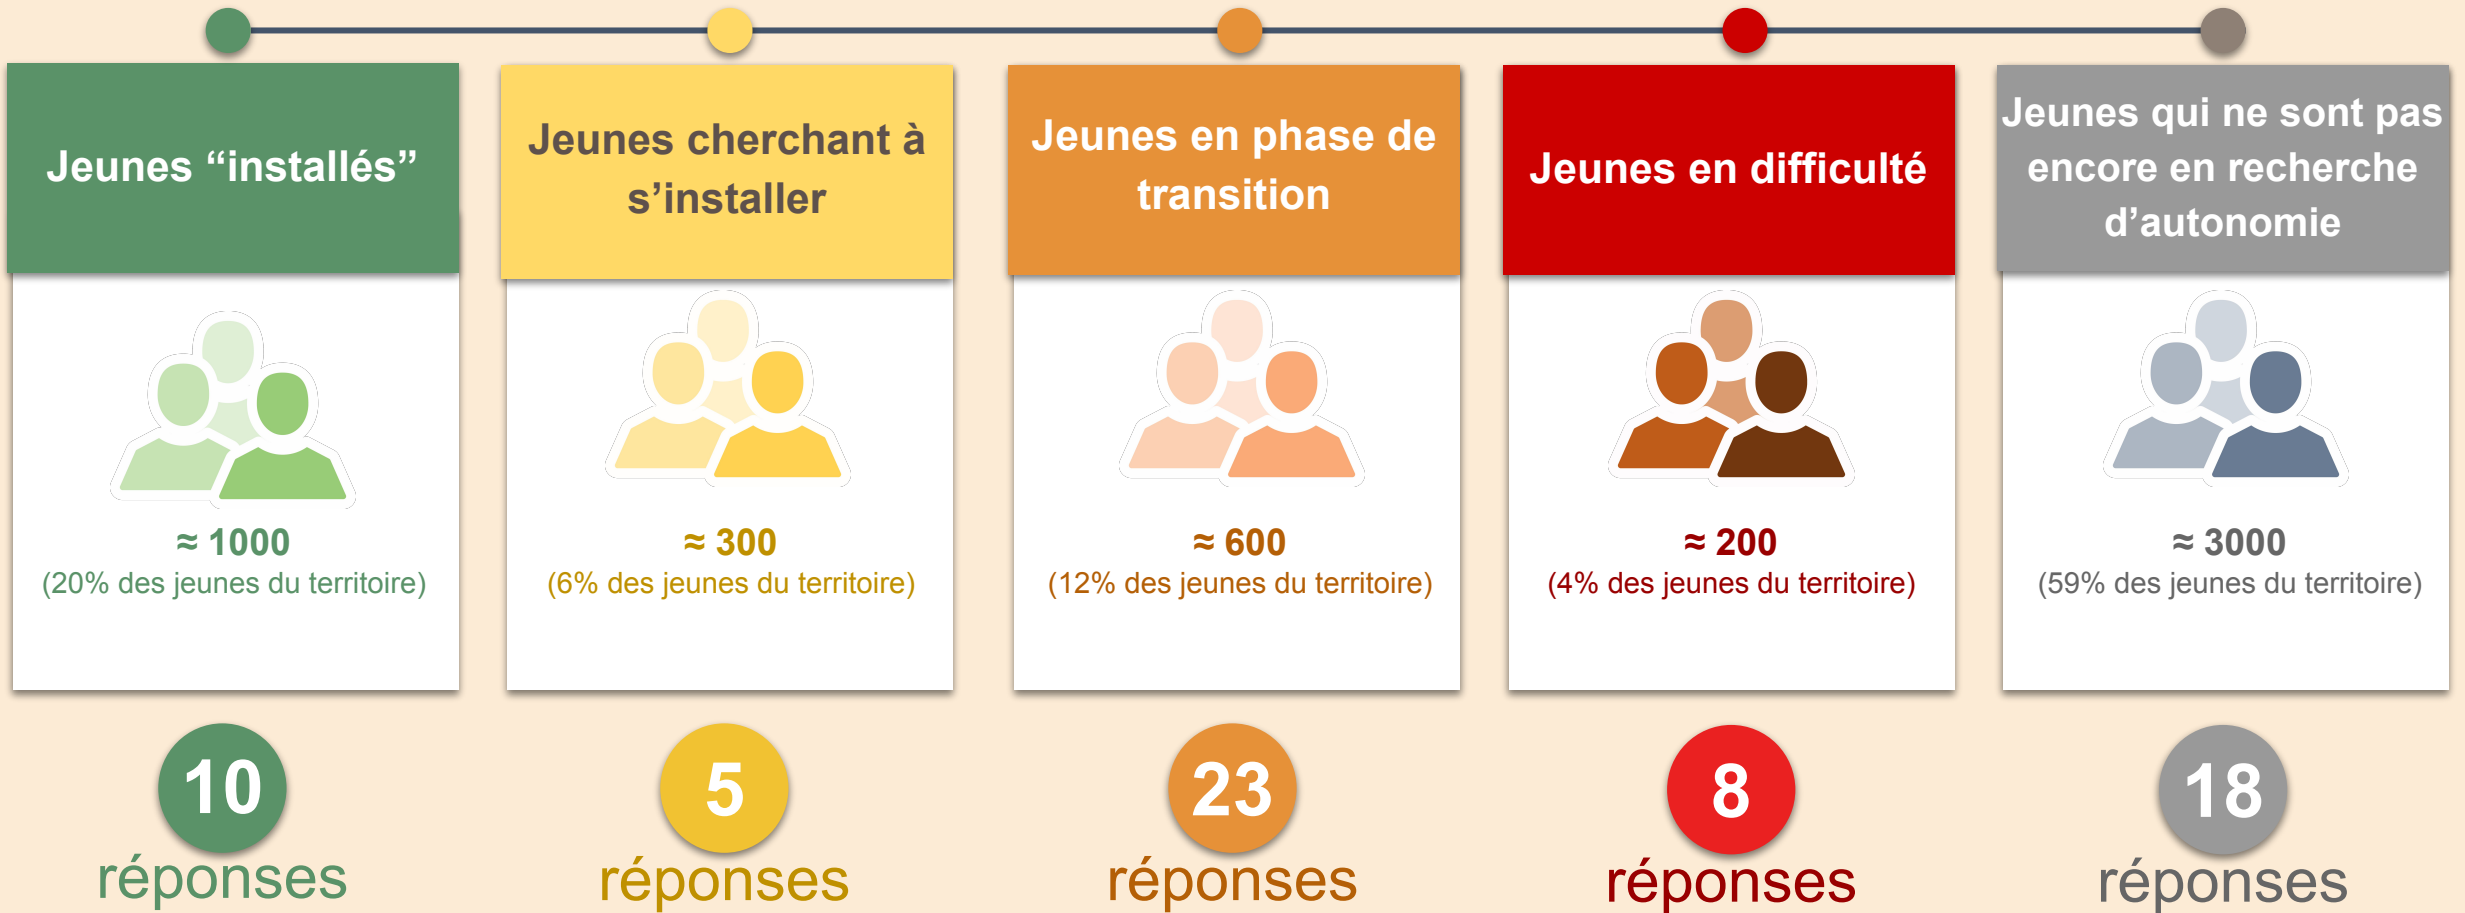 Jeunes “installés”
Jeunes cherchant à
s’installer
Jeunes en phase de
transition
Jeunes en difficulté
Jeunes qui ne sont pas
encore en recherche
d’autonomie
≈ 1000
(20% des jeunes du territoire)
≈ 300
(6% des jeunes du territoire)
≈ 600
(12% des jeunes du territoire)
≈ 200
(4% des jeunes du territoire)
≈ 3000
(59% des jeunes du territoire)
10
réponses
5
réponses
23
réponses
8
réponses
18
réponses